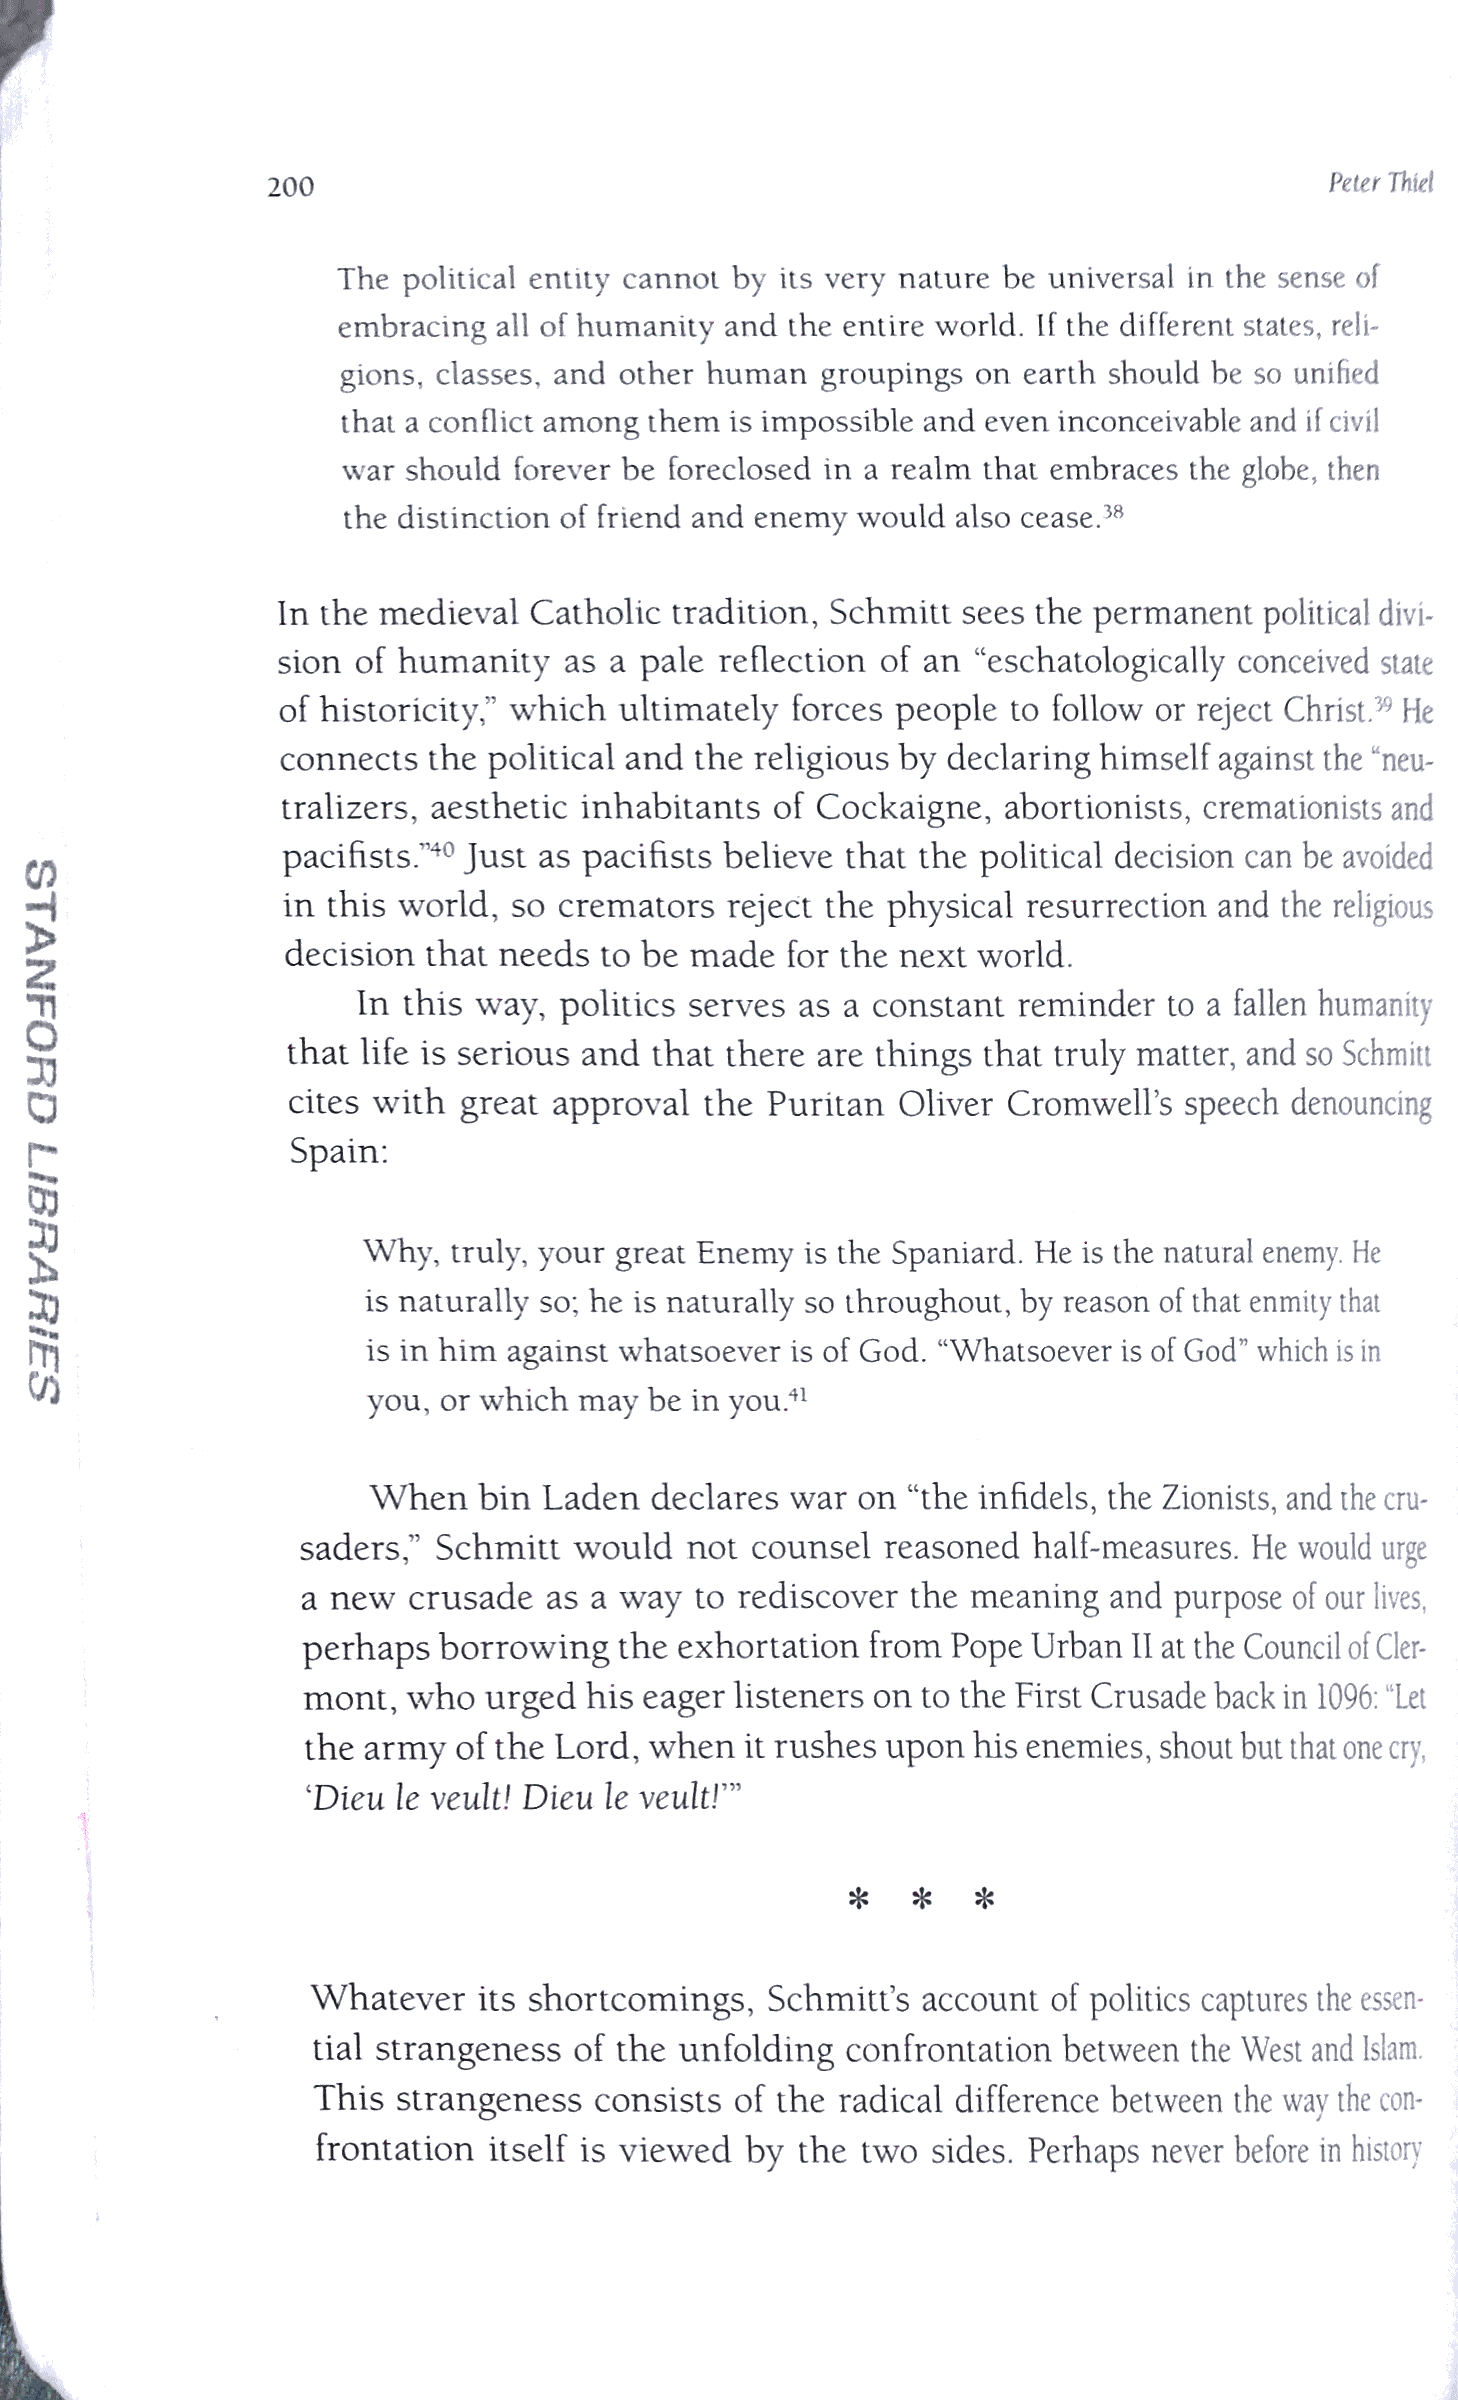 200
Peter Thiel
The political entity cannot by its very nature be universal in the sense of
embracing all of humanity and the entire world. If the different states, reli-
gions, classes, and other human groupings on earth should be so unified
that a conflict among them is impossible and even inconceivable and if civil
war should forever be foreclosed in a realm that embraces the globe, then
the distinction of friend and enemy would also cease.³⁸
In the medieval Catholic tradition, Schmitt sees the permanent political divi-
sion of humanity as a pale reflection of an “eschatologically conceived state
of historicity,” which ultimately forces people to follow or reject Christ.³⁹ He
connects the political and the religious by declaring himself against the “neu-
tralizers, aesthetic inhabitants of Cockaigne, abortionists, cremationists and
pacifists.”⁴⁰ Just as pacifists believe that the political decision can be avoided
in this world, so cremators reject the physical resurrection and the religious
decision that needs to be made for the next world.
In this way, politics serves as a constant reminder to a fallen humanity
that life is serious and that there are things that truly matter, and so Schmitt
cites with great approval the Puritan Oliver Cromwell’s speech denouncing
Spain:
Why, truly, your great Enemy is the Spaniard. He is the natural enemy. He
is naturally so; he is naturally so throughout, by reason of that enmity that
is in him against whatsoever is of God. “Whatsoever is of God” which is in
you, or which may be in you.⁴¹
When bin Laden declares war on “the infidels, the Zionists, and the cru-
saders,” Schmitt would not counsel reasoned half-measures. He would urge
a new crusade as a way to rediscover the meaning and purpose of our lives,
perhaps borrowing the exhortation from Pope Urban II at the Council of Cler-
mont, who urged his eager listeners on to the First Crusade back in 1096: “Let
the army of the Lord, when it rushes upon his enemies, shout but that one cry,
‘Dieu le veult! Dieu le veult!’”
* * *
Whatever its shortcomings, Schmitt’s account of politics captures the essen-
tial strangeness of the unfolding confrontation between the West and Islam.
This strangeness consists of the radical difference between the way the con-
frontation itself is viewed by the two sides. Perhaps never before in history
STANFORD LIBRARIES